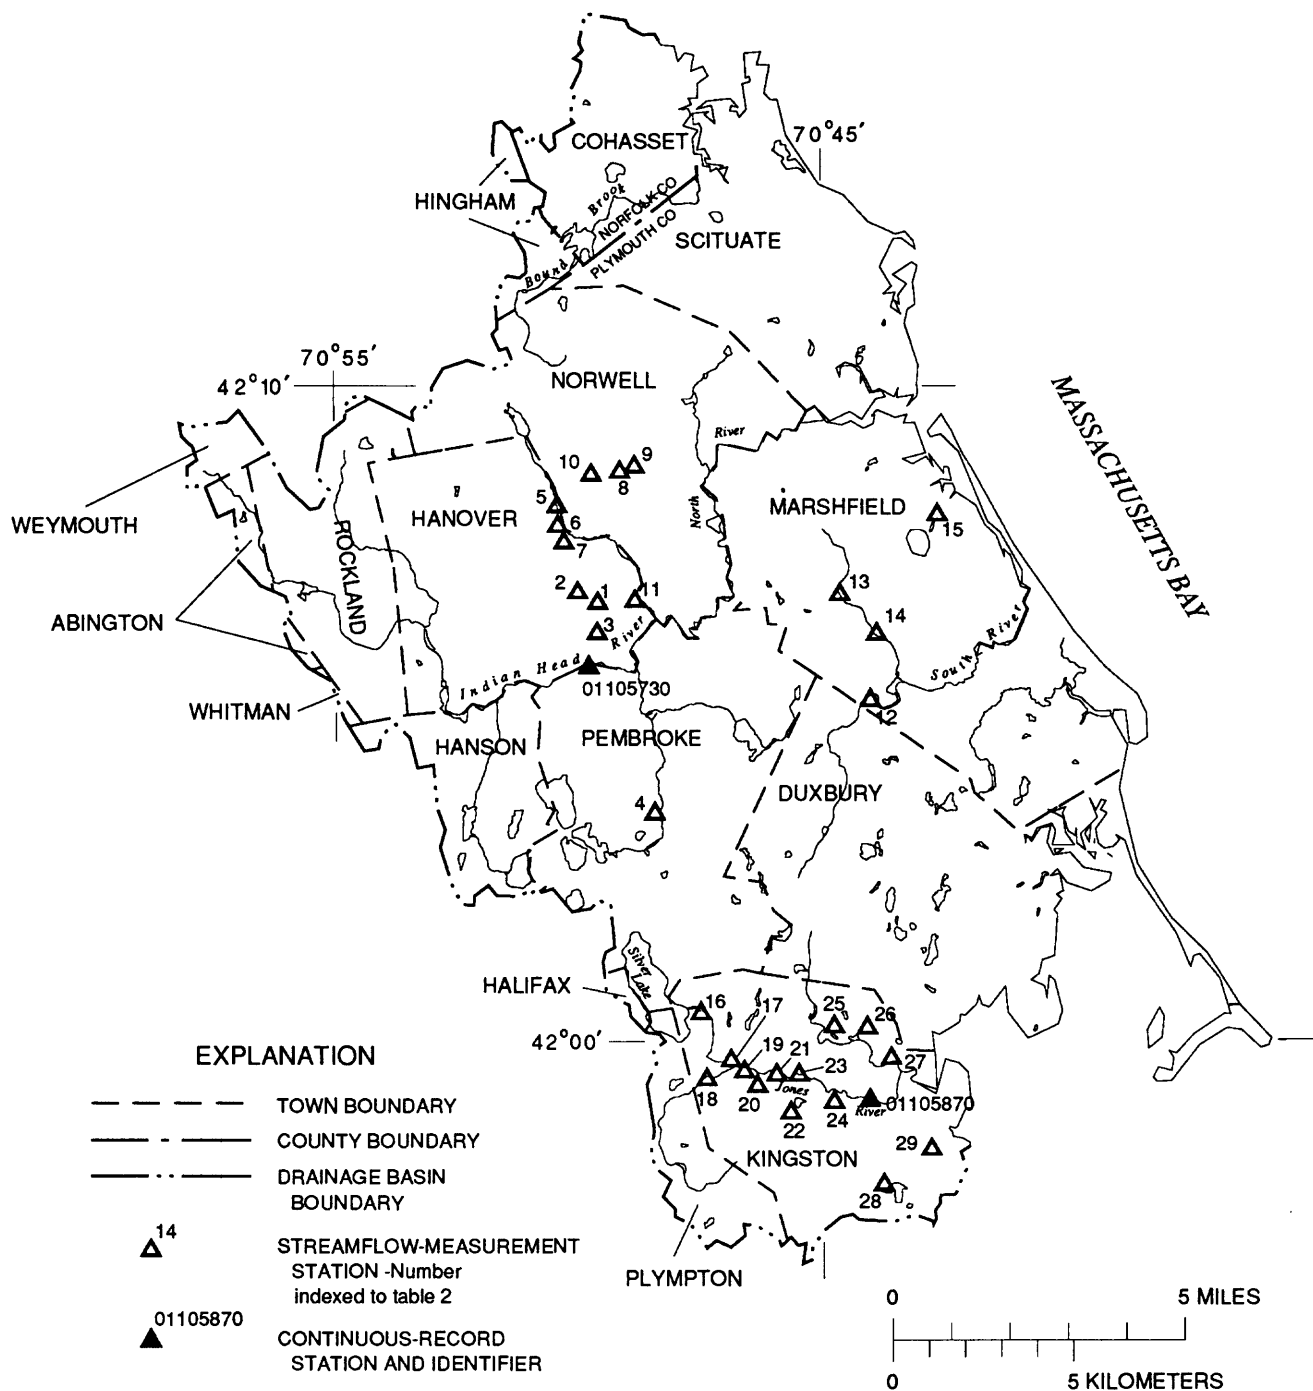 COHASSET
70°45′
HINGHAM
Brook
NORFOLK CO
PLYMOUTH CO
SCITUATE
Bound
70°55′
42°10′
NORWELL
MASSACHUSETTS BAY
River
North
WEYMOUTH
ROCKLAND
HANOVER
10
9
8
5
6
7
MARSHFIELD
15
2
1
11
13
3
14
ABINGTON
River
Indian Head
South River
01105730
WHITMAN
12
HANSON
PEMBROKE
DUXBURY
4
Silver Lake
HALIFAX
16
17
25
26
42°00′
19
21
23
27
18
20
Jones
22
24
River
01105870
29
KINGSTON
28
PLYMPTON
EXPLANATION
TOWN BOUNDARY
COUNTY BOUNDARY
DRAINAGE BASIN
BOUNDARY
14
STREAMFLOW-MEASUREMENT
STATION -Number
indexed to table 2
01105870
CONTINUOUS-RECORD
STATION AND IDENTIFIER
0 5 MILES
0 5 KILOMETERS